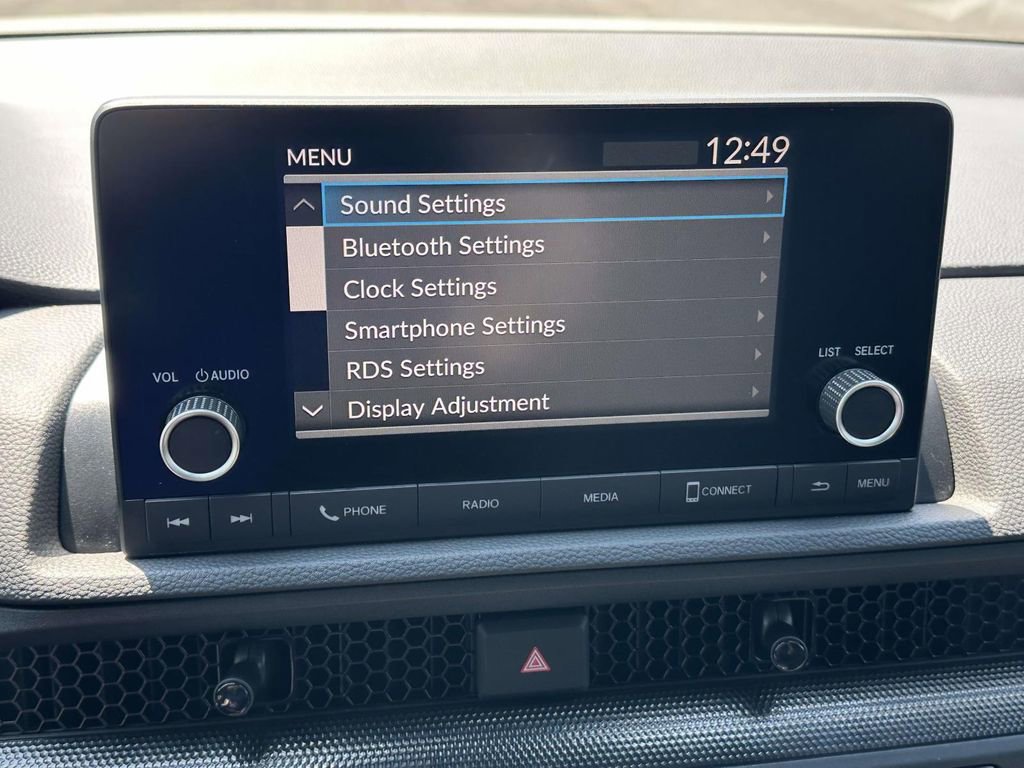 MENU 12:49
Sound Settings
Bluetooth Settings
Clock Settings
Smartphone Settings
RDS Settings
Display Adjustment
VOL AUDIO
LIST SELECT
PHONE RADIO MEDIA CONNECT MENU